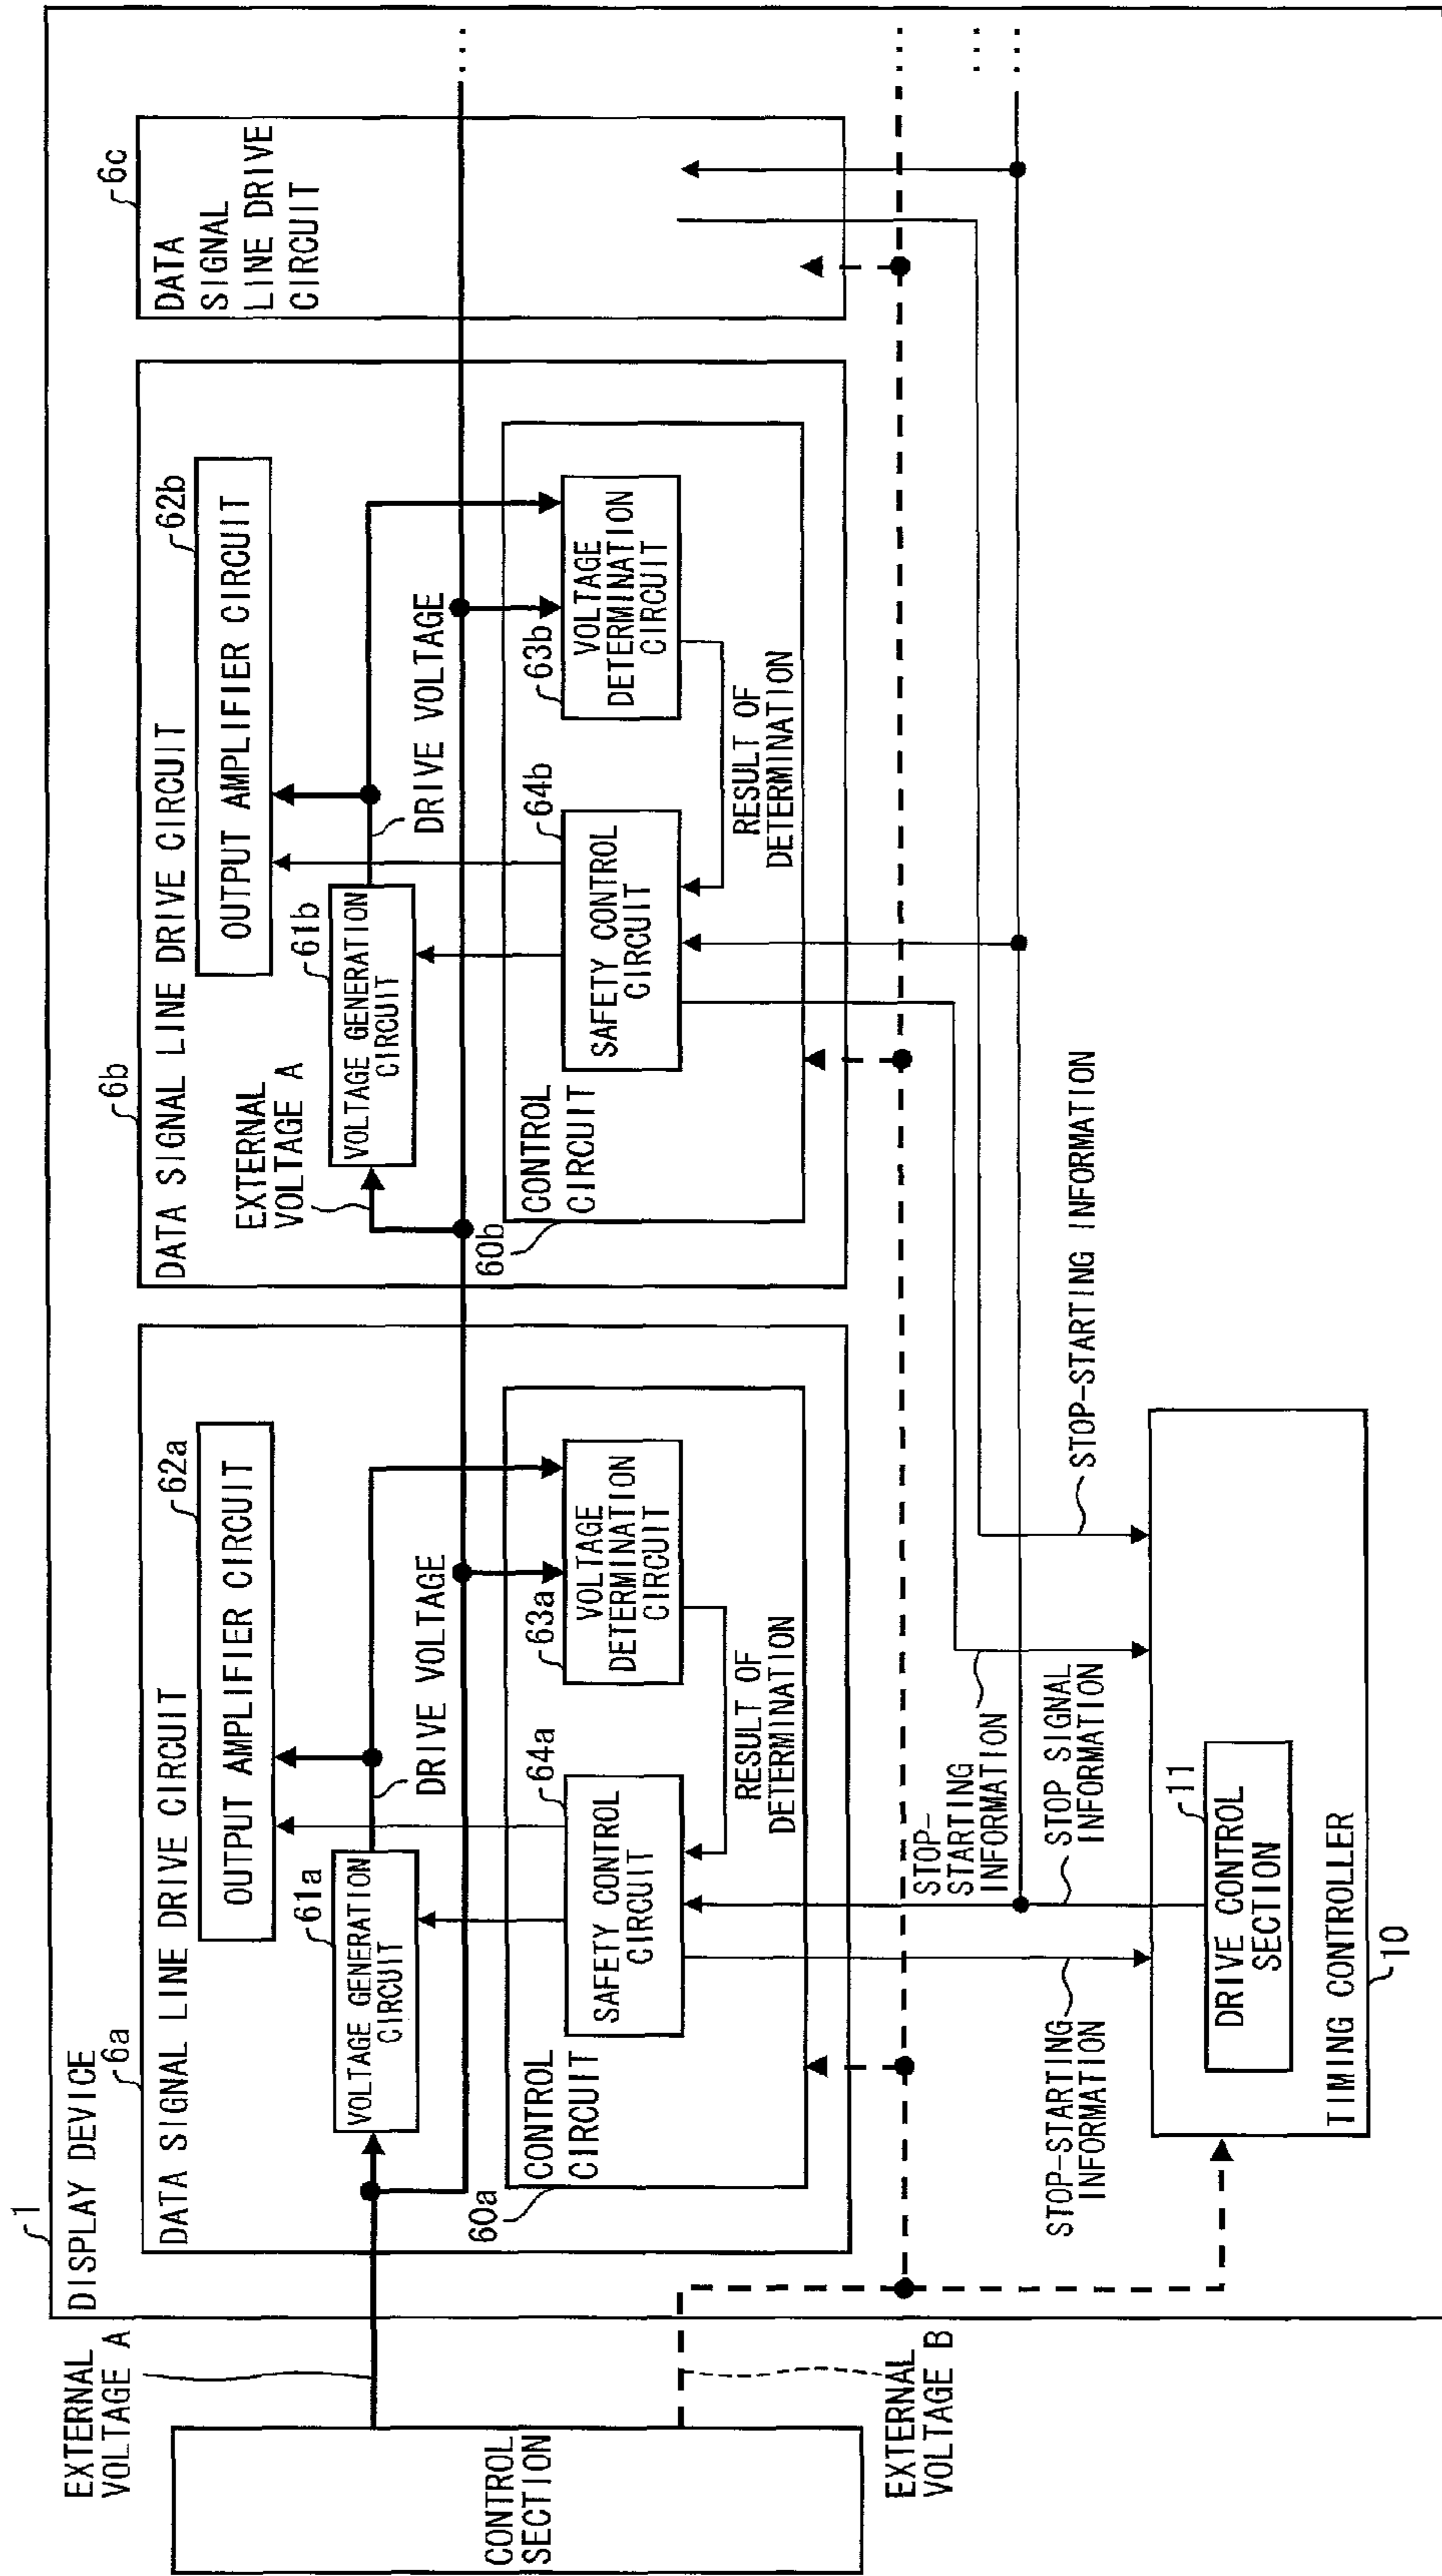 1
DISPLAY DEVICE
EXTERNAL
VOLTAGE A
CONTROL
SECTION
EXTERNAL
VOLTAGE B
6a
DATA SIGNAL LINE DRIVE CIRCUIT
62a
OUTPUT AMPLIFIER CIRCUIT
61a
VOLTAGE GENERATION
CIRCUIT
DRIVE VOLTAGE
60a
CONTROL
CIRCUIT
64a
SAFETY CONTROL
CIRCUIT
63a
VOLTAGE
DETERMINATION
CIRCUIT
RESULT OF
DETERMINATION
6b
DATA SIGNAL LINE DRIVE CIRCUIT
62b
OUTPUT AMPLIFIER CIRCUIT
EXTERNAL
VOLTAGE A
61b
VOLTAGE GENERATION
CIRCUIT
DRIVE VOLTAGE
60b
CONTROL
CIRCUIT
64b
SAFETY CONTROL
CIRCUIT
63b
VOLTAGE
DETERMINATION
CIRCUIT
RESULT OF
DETERMINATION
6c
DATA
SIGNAL
LINE DRIVE
CIRCUIT
STOP-STARTING
INFORMATION
STOP-
STARTING
INFORMATION
STOP SIGNAL
INFORMATION
STOP-STARTING INFORMATION
11
DRIVE CONTROL
SECTION
TIMING CONTROLLER
10